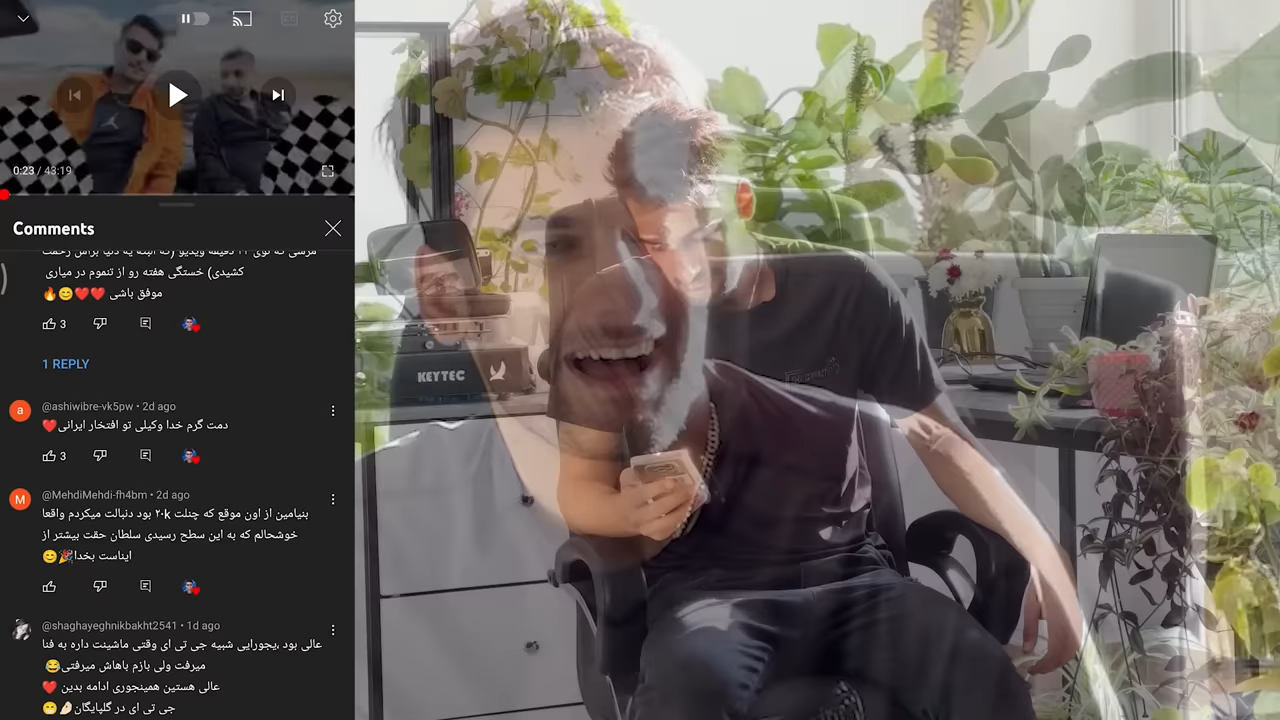 0:23 / 43:19
Comments
کشیدی) خستگی هفته رو از تنموم در میاری
موفق باشی ❤️❤️😊🔥
3
1 REPLY
@ashiwibre-vk5pw • 2d ago
دمت گرم خدا وکیلی تو افتخار ایرانی❤️
3
@MehdiMehdi-fh4bm • 2d ago
بنیامین از اون موقع که چنلت ۲۰k بود دنبالت میکردم واقعا
خوشحالم که به این سطح رسیدی سلطان حقت بیشتر از
ایناست بخدا🎉😊
@shaghayeghnikbakht2541 • 1d ago
عالی بود ،یجورایی شبیه جی تی ای وقتی ماشینت داره به فنا
میرفت ولی بازم باهاش میرفتی😂
عالی هستین همینجوری ادامه بدین ❤️
جی تی ای در گلپایگان🤌🏻😁
KEYTEC